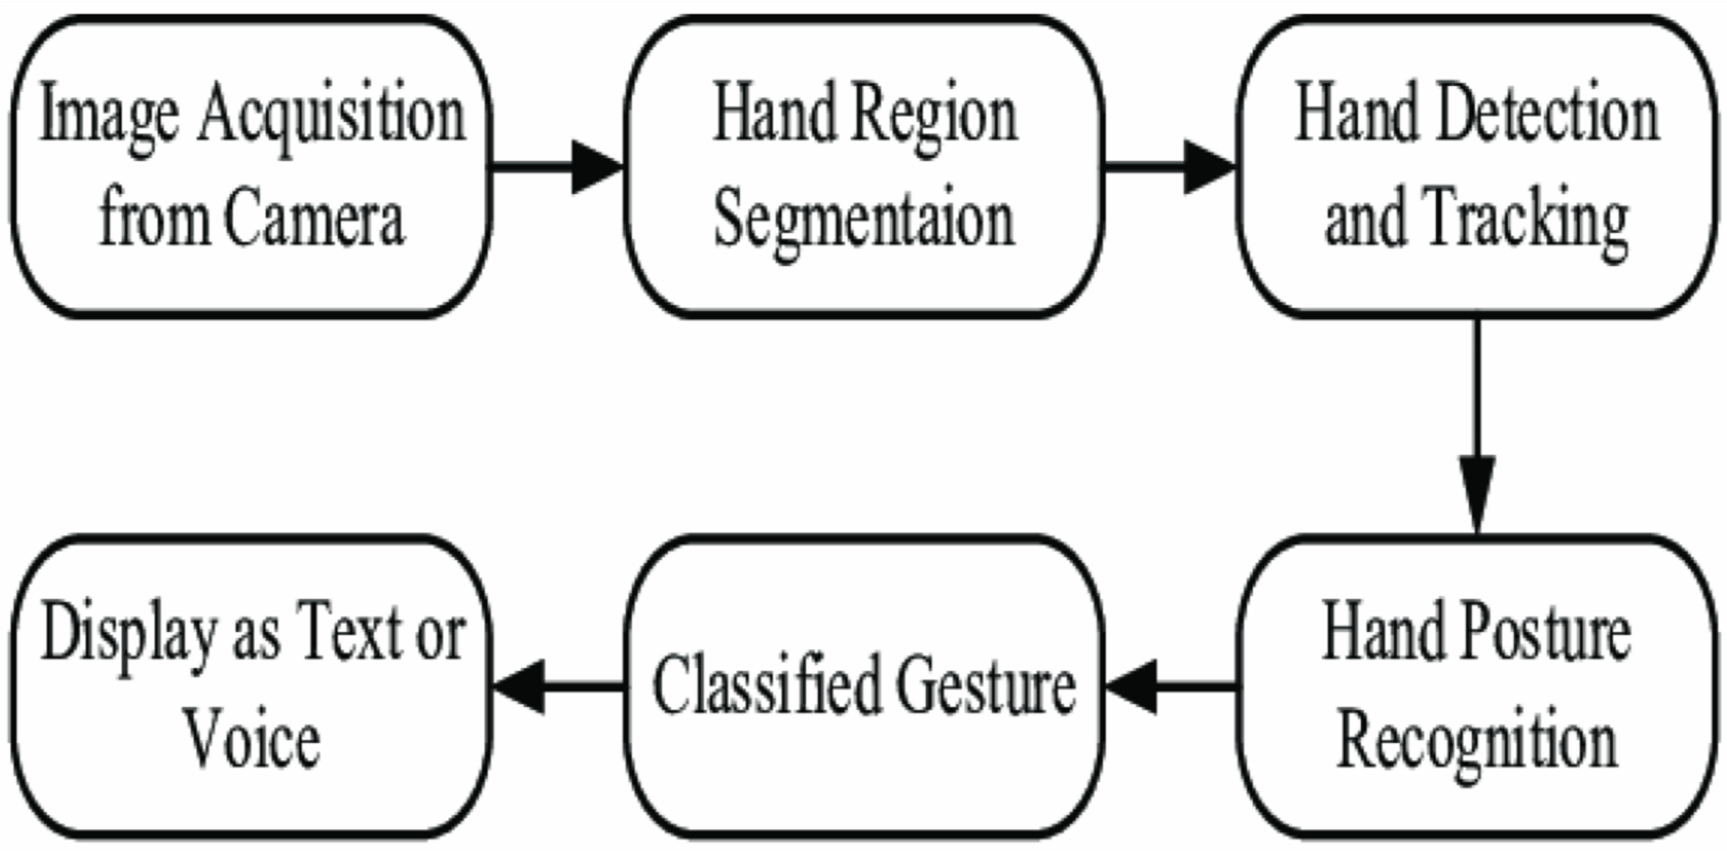 Image Acquisition
from Camera
Hand Region
Segmentaion
Hand Detection
and Tracking
Hand Posture
Recognition
Classified Gesture
Display as Text or
Voice